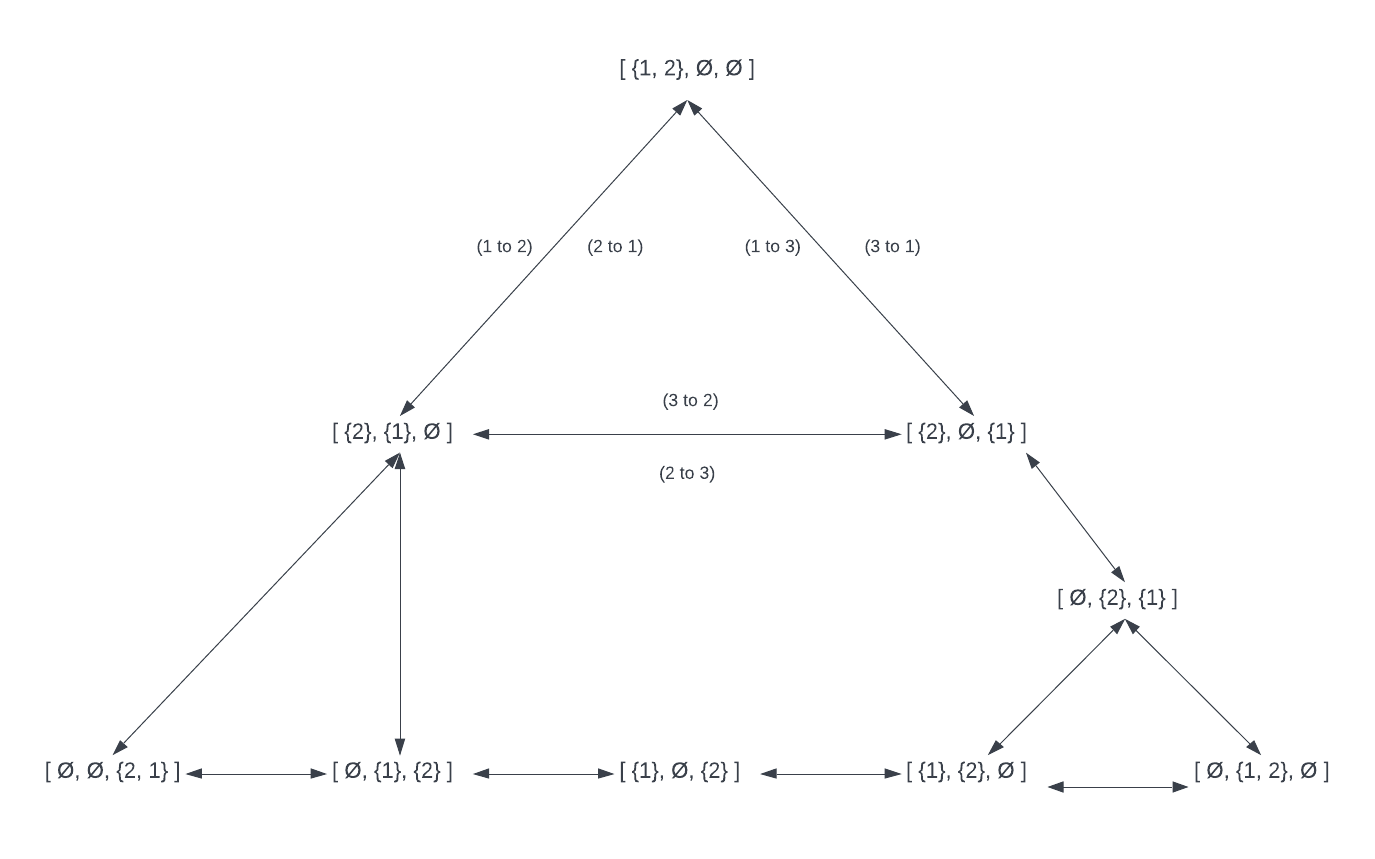 [ {1, 2}, Ø, Ø ]
(1 to 2) (2 to 1) (1 to 3) (3 to 1)
(3 to 2)
[ {2}, {1}, Ø ] [ {2}, Ø, {1} ]
(2 to 3)
[ Ø, {2}, {1} ]
[ Ø, Ø, {2, 1} ] [ Ø, {1}, {2} ] [ {1}, Ø, {2} ] [ {1}, {2}, Ø ] [ Ø, {1, 2}, Ø ]